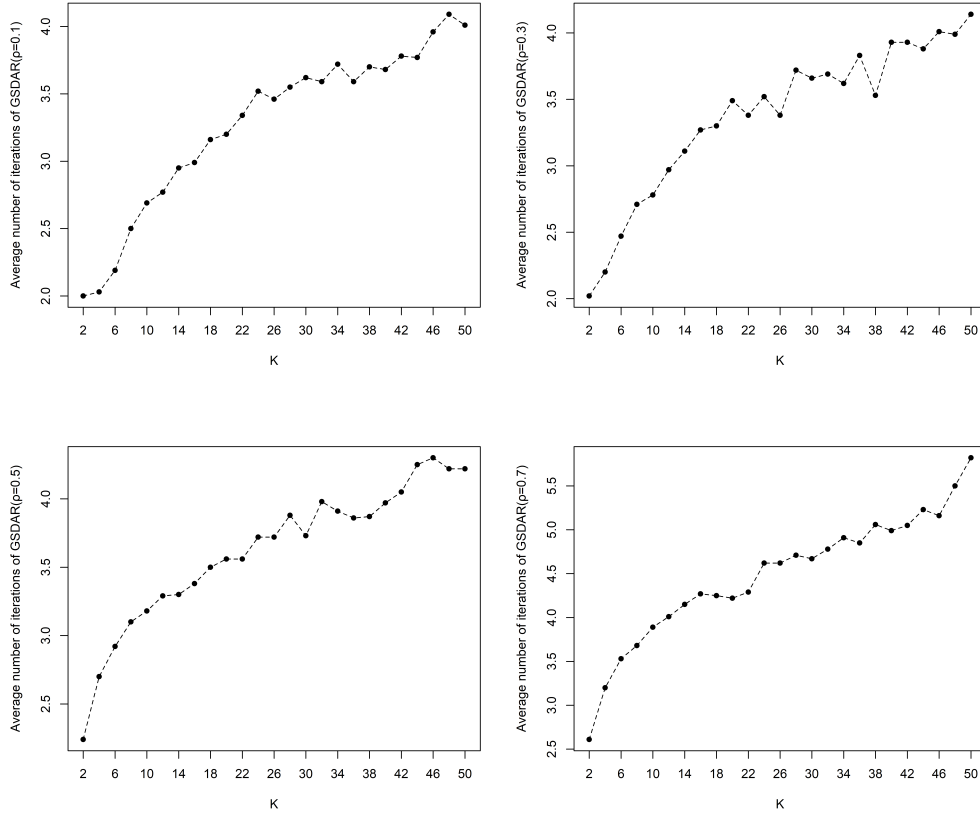 Average number of iterations of GSDAR(ρ=0.1)
4.0
3.5
3.0
2.5
2.0
2 6 10 14 18 22 26 30 34 38 42 46 50
K
Average number of iterations of GSDAR(ρ=0.3)
4.0
3.5
3.0
2.5
2.0
2 6 10 14 18 22 26 30 34 38 42 46 50
K
Average number of iterations of GSDAR(ρ=0.5)
4.0
3.5
3.0
2.5
2 6 10 14 18 22 26 30 34 38 42 46 50
K
Average number of iterations of GSDAR(ρ=0.7)
5.5
5.0
4.5
4.0
3.5
3.0
2.5
2 6 10 14 18 22 26 30 34 38 42 46 50
K